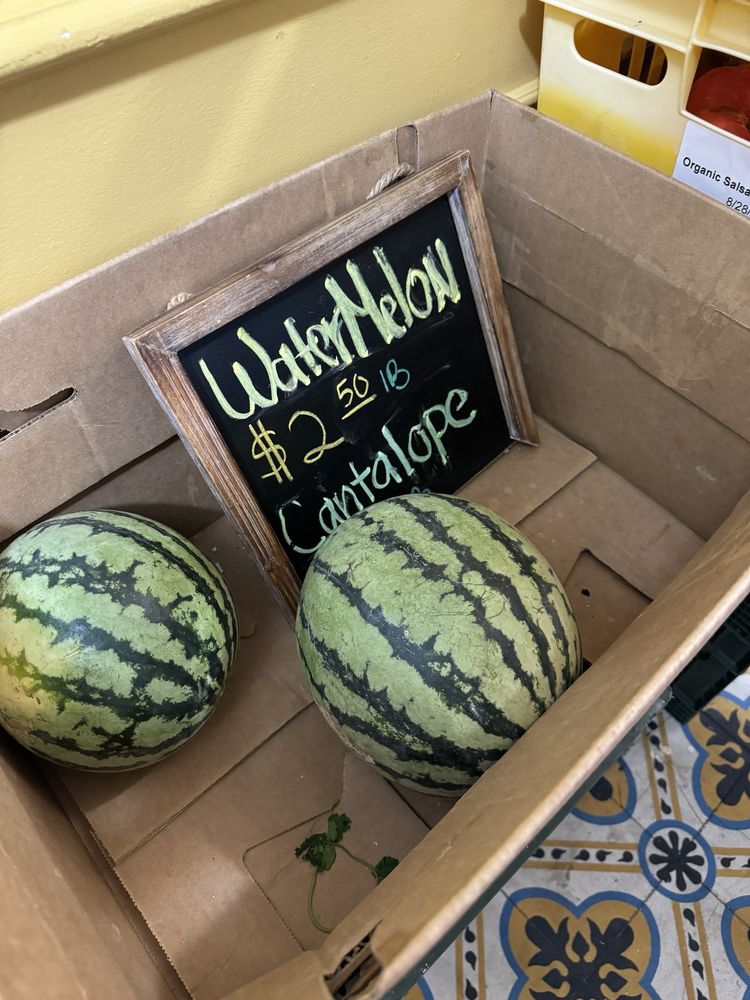 WaterMelon
$2 50 lB
Cantalope
Organic Salsa
8/28/